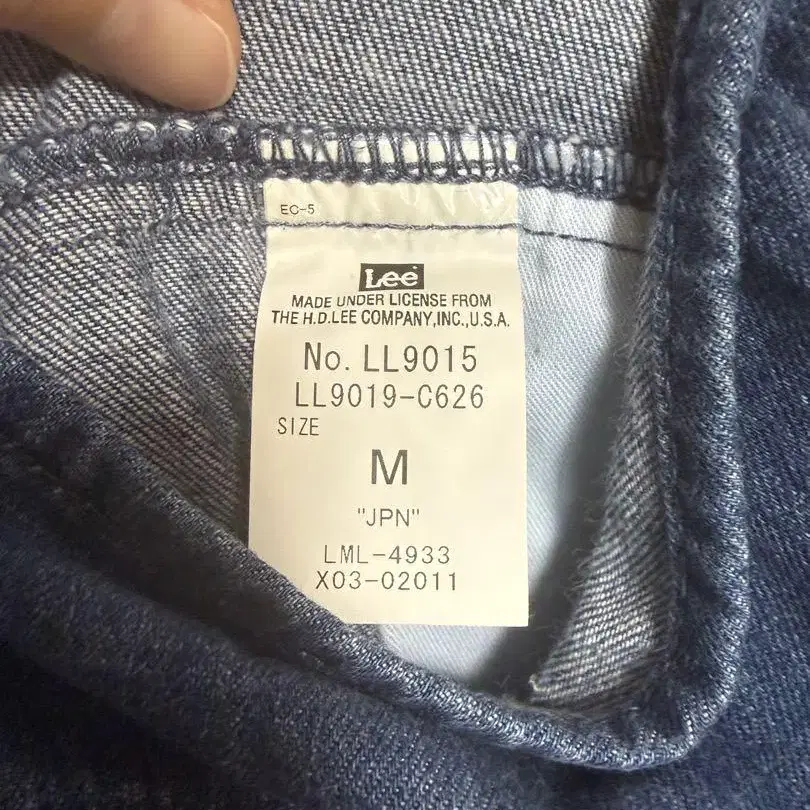 EC-5
Lee
MADE UNDER LICENSE FROM
THE H.D.LEE COMPANY,INC.,U.S.A.
No. LL9015
LL9019-C626
SIZE
M
"JPN"
LML-4933
X03-02011